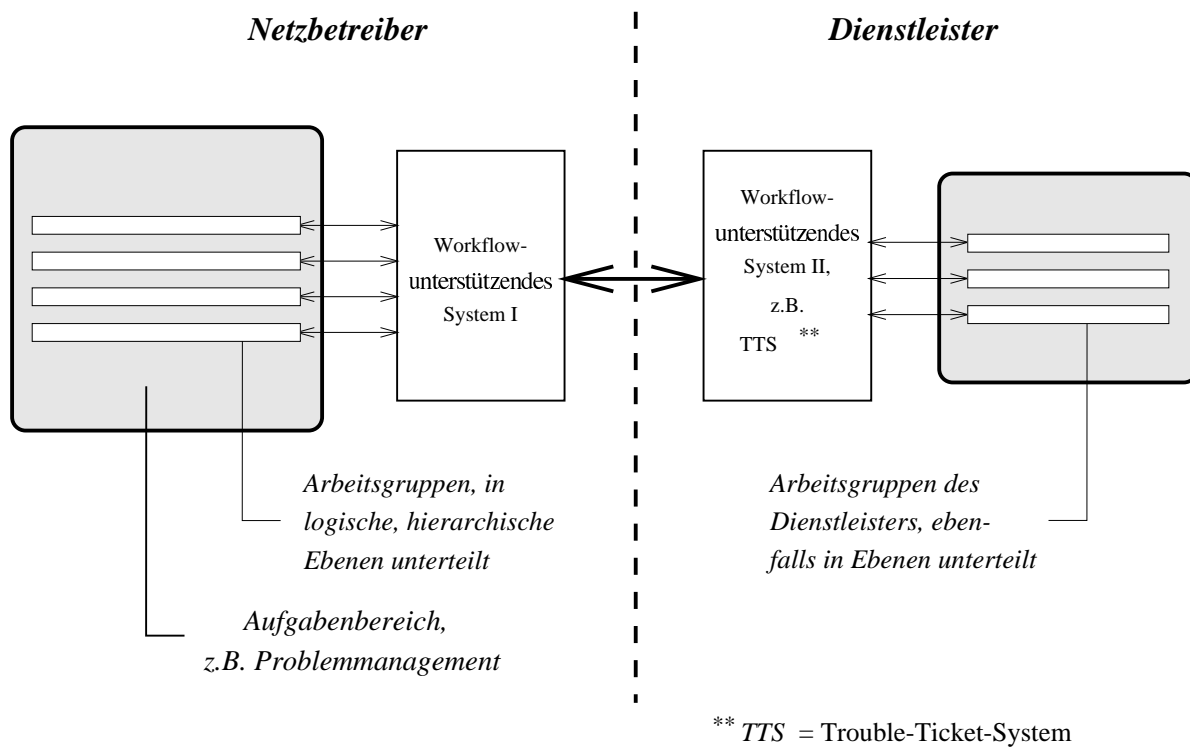 Netzbetreiber
Dienstleister
Workflow-
unterstützendes
System I
Workflow-
unterstützendes
System II,
z.B.
TTS **
Arbeitsgruppen, in
logische, hierarchische
Ebenen unterteilt
Arbeitsgruppen des
Dienstleisters, eben-
falls in Ebenen unterteilt
Aufgabenbereich,
z.B. Problemmanagement
** TTS = Trouble-Ticket-System